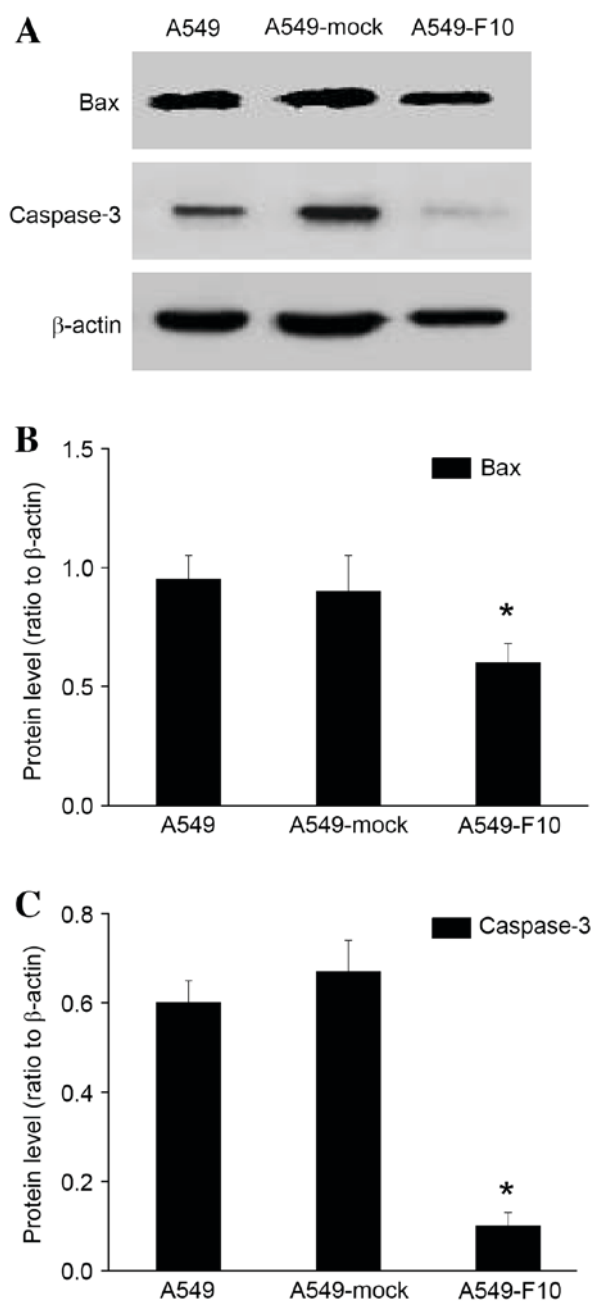 A
A549 A549-mock A549-F10
Bax
Caspase-3
β-actin
B
Protein level (ratio to β-actin)
1.5
1.0
0.5
0.0
Bax
*
A549 A549-mock A549-F10
C
Protein level (ratio to β-actin)
0.8
0.6
0.4
0.2
0.0
Caspase-3
*
A549 A549-mock A549-F10